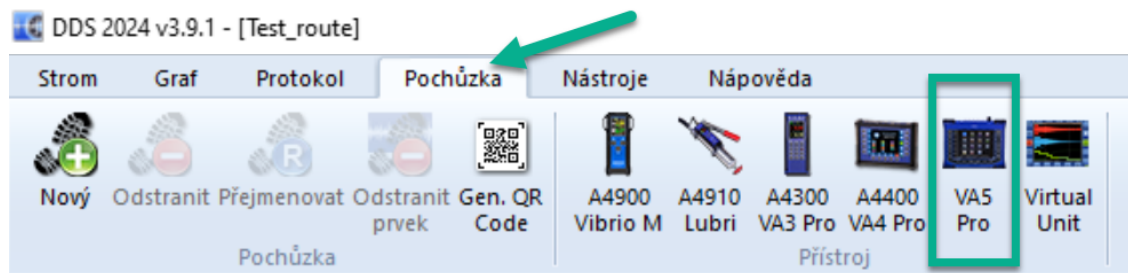 DDS 2024 v3.9.1 - [Test_route]
Strom Graf Protokol Pochůzka Nástroje Nápověda
Nový Odstranit Přejmenovat Odstranit prvek Gen. QR Code A4900 Vibrio M A4910 Lubri A4300 VA3 Pro A4400 VA4 Pro VA5 Pro Virtual Unit
Pochůzka Přístroj